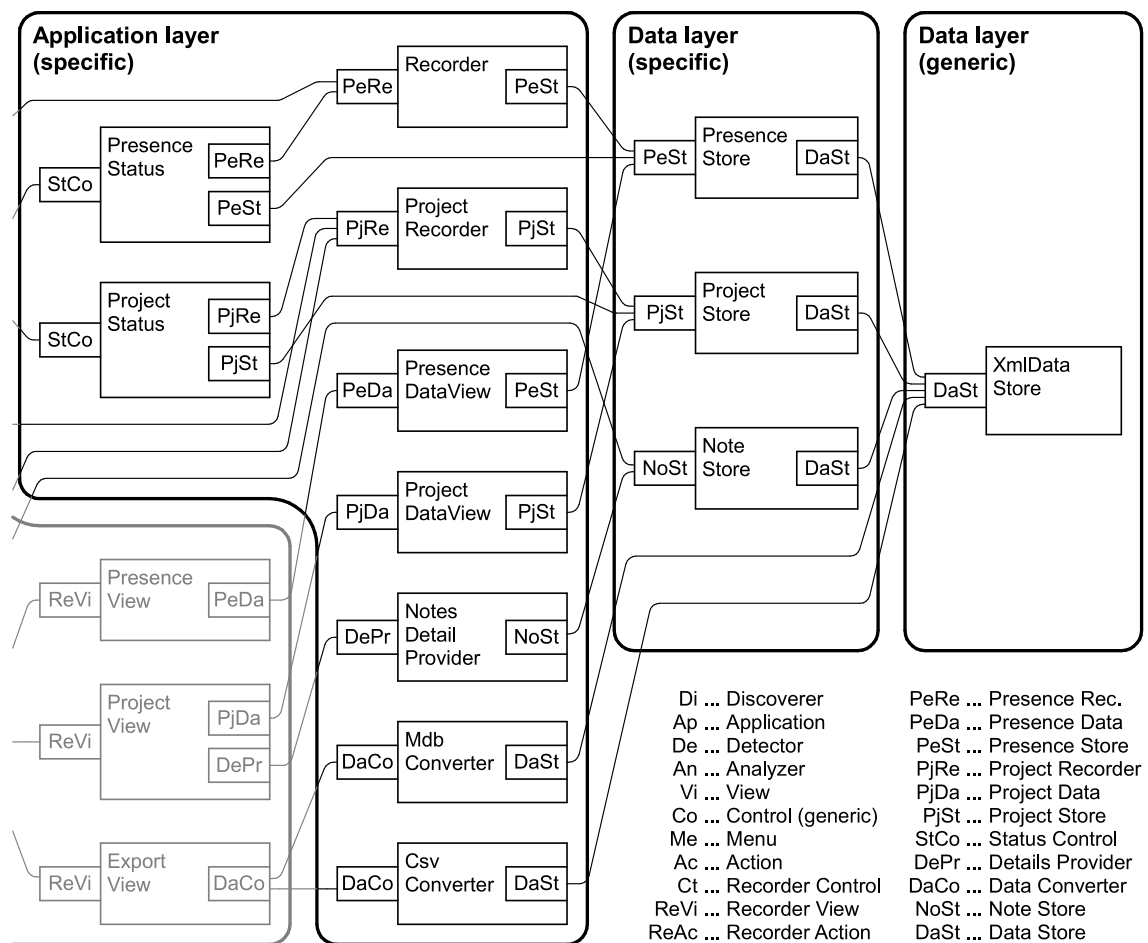 Application layer
(specific)
Data layer
(specific)
Data layer
(generic)
PeRe
Recorder
PeSt
StCo
Presence
Status
PeRe
PeSt
PeSt
Presence
Store
DaSt
PjRe
Project
Recorder
PjSt
StCo
Project
Status
PjRe
PjSt
PjSt
Project
Store
DaSt
PeDa
Presence
DataView
PeSt
DaSt
XmlData
Store
NoSt
Note
Store
DaSt
PjDa
Project
DataView
PjSt
ReVi
Presence
View
PeDa
DePr
Notes
Detail
Provider
NoSt
ReVi
Project
View
PjDa
DePr
DaCo
Mdb
Converter
DaSt
ReVi
Export
View
DaCo
DaCo
Csv
Converter
DaSt
Di ... Discoverer
Ap ... Application
De ... Detector
An ... Analyzer
Vi ... View
Co ... Control (generic)
Me ... Menu
Ac ... Action
Ct ... Recorder Control
ReVi ... Recorder View
ReAc ... Recorder Action
PeRe ... Presence Rec.
PeDa ... Presence Data
PeSt ... Presence Store
PjRe ... Project Recorder
PjDa ... Project Data
PjSt ... Project Store
StCo ... Status Control
DePr ... Details Provider
DaCo ... Data Converter
NoSt ... Note Store
DaSt ... Data Store